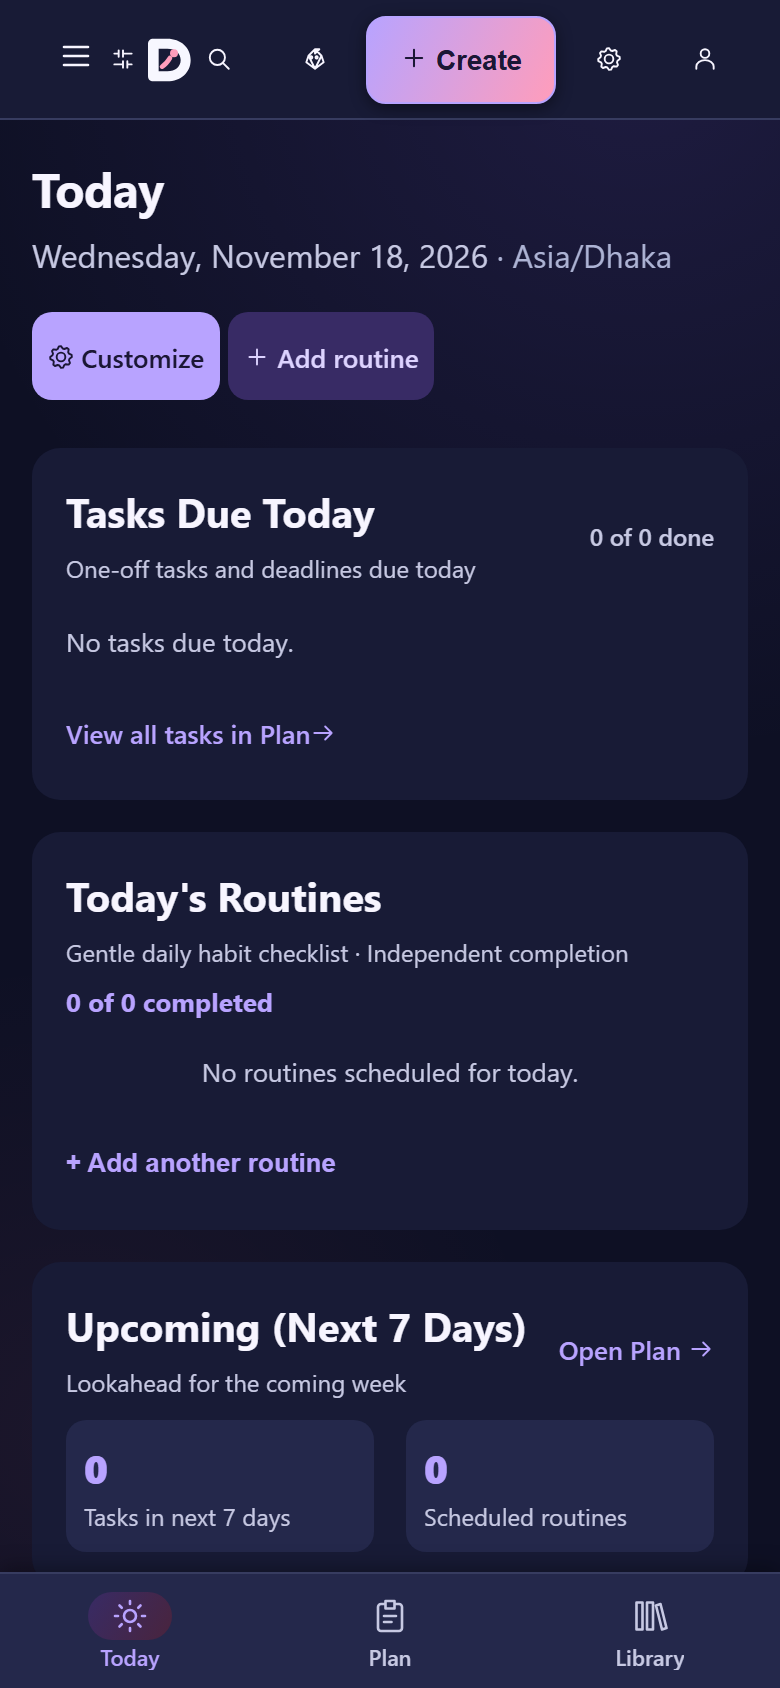 + Create
Today
Wednesday, November 18, 2026 · Asia/Dhaka
Customize
+ Add routine
Tasks Due Today
0 of 0 done
One-off tasks and deadlines due today
No tasks due today.
View all tasks in Plan→
Today's Routines
Gentle daily habit checklist · Independent completion
0 of 0 completed
No routines scheduled for today.
+ Add another routine
Upcoming (Next 7 Days)
Open Plan →
Lookahead for the coming week
0
Tasks in next 7 days
0
Scheduled routines
Today
Plan
Library